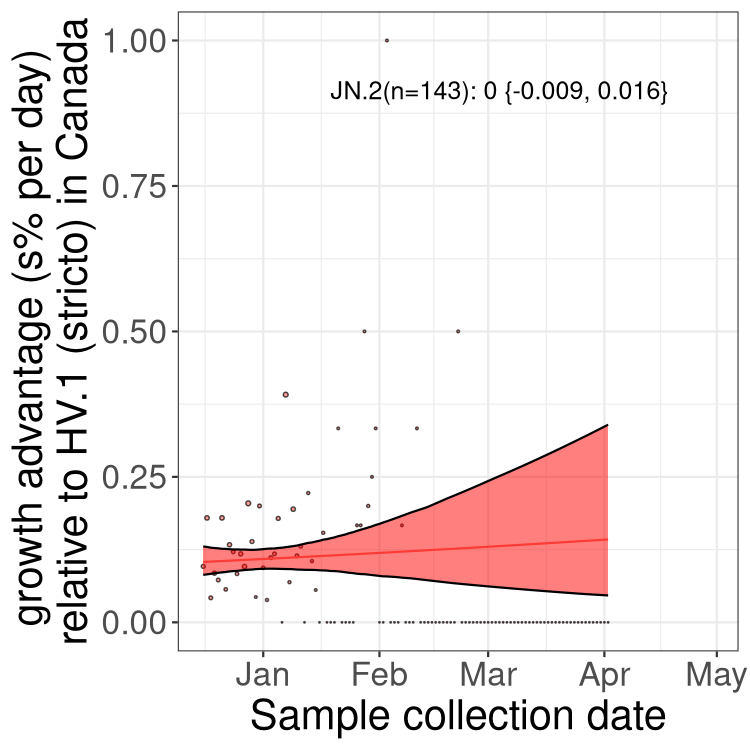 growth advantage (s% per day)
relative to HV.1 (stricto) in Canada
1.00
0.75
0.50
0.25
0.00
JN.2(n=143): 0 {-0.009, 0.016}
Jan Feb Mar Apr May
Sample collection date